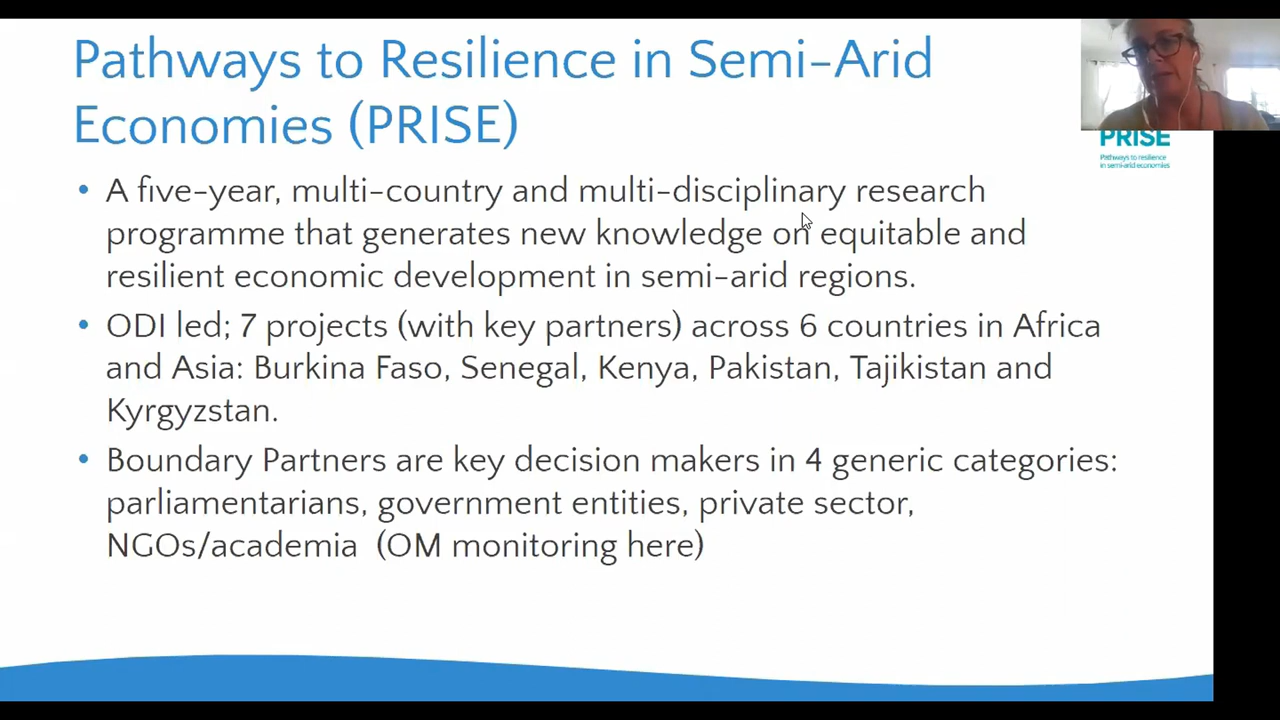 Pathways to Resilience in Semi-Arid
Economies (PRISE)
PRISE
Pathways to resilience
in semi-arid economies
• A five-year, multi-country and multi-disciplinary research
programme that generates new knowledge on equitable and
resilient economic development in semi-arid regions.
• ODI led; 7 projects (with key partners) across 6 countries in Africa
and Asia: Burkina Faso, Senegal, Kenya, Pakistan, Tajikistan and
Kyrgyzstan.
• Boundary Partners are key decision makers in 4 generic categories:
parliamentarians, government entities, private sector,
NGOs/academia (OM monitoring here)